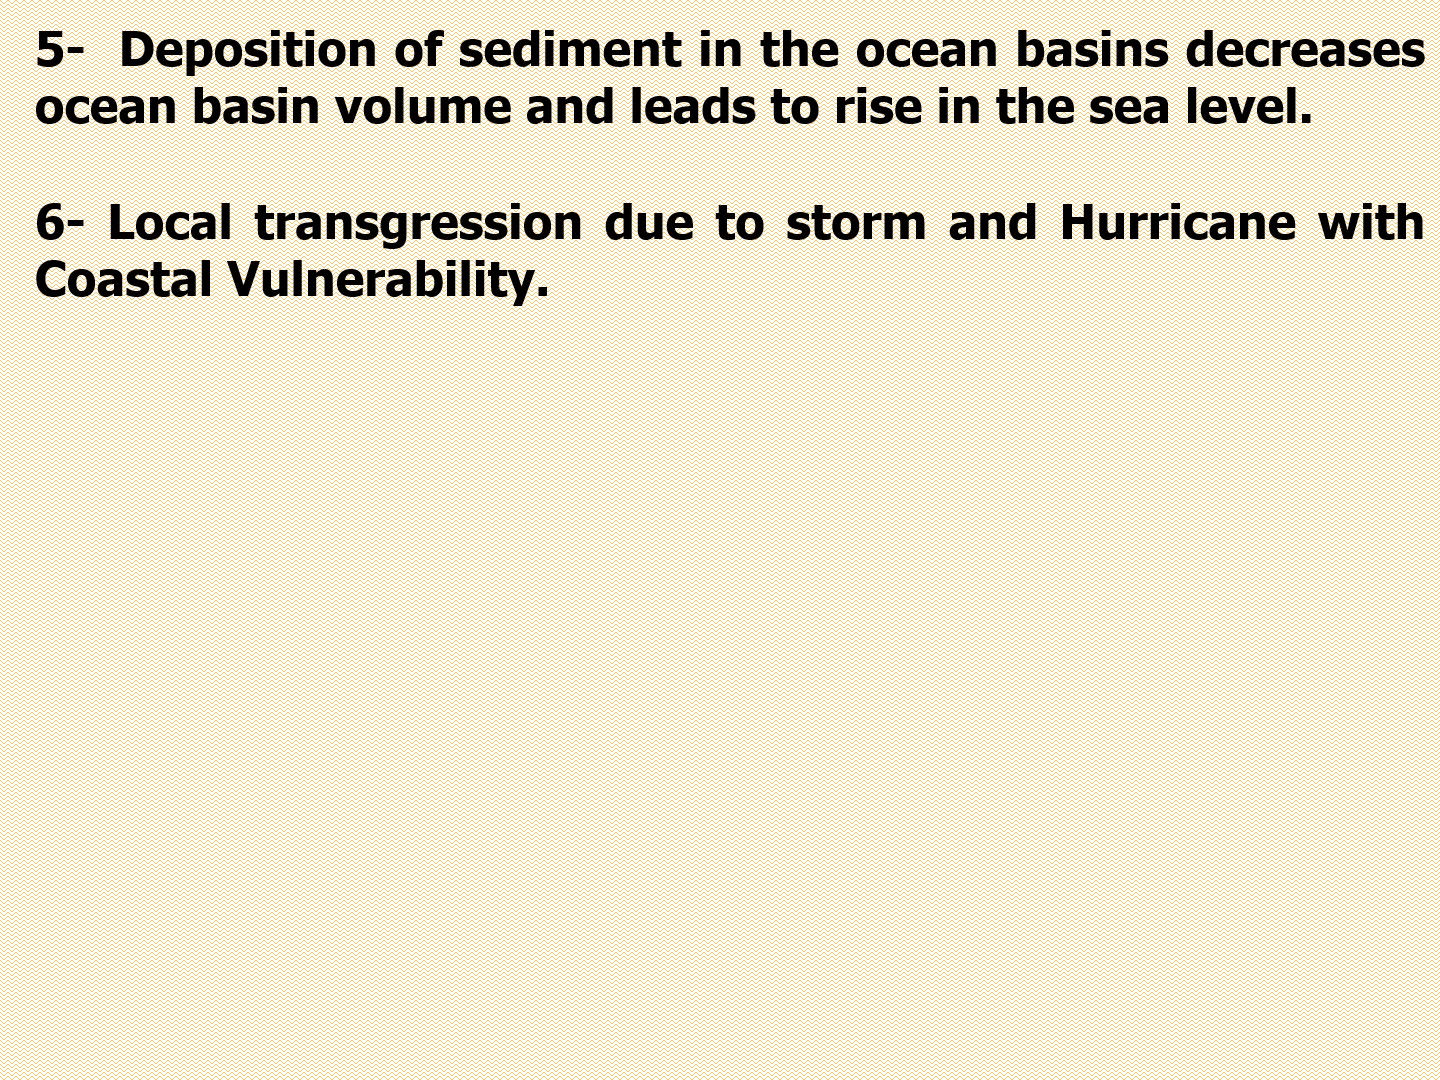 5- Deposition of sediment in the ocean basins decreases
ocean basin volume and leads to rise in the sea level.
6- Local transgression due to storm and Hurricane with
Coastal Vulnerability.